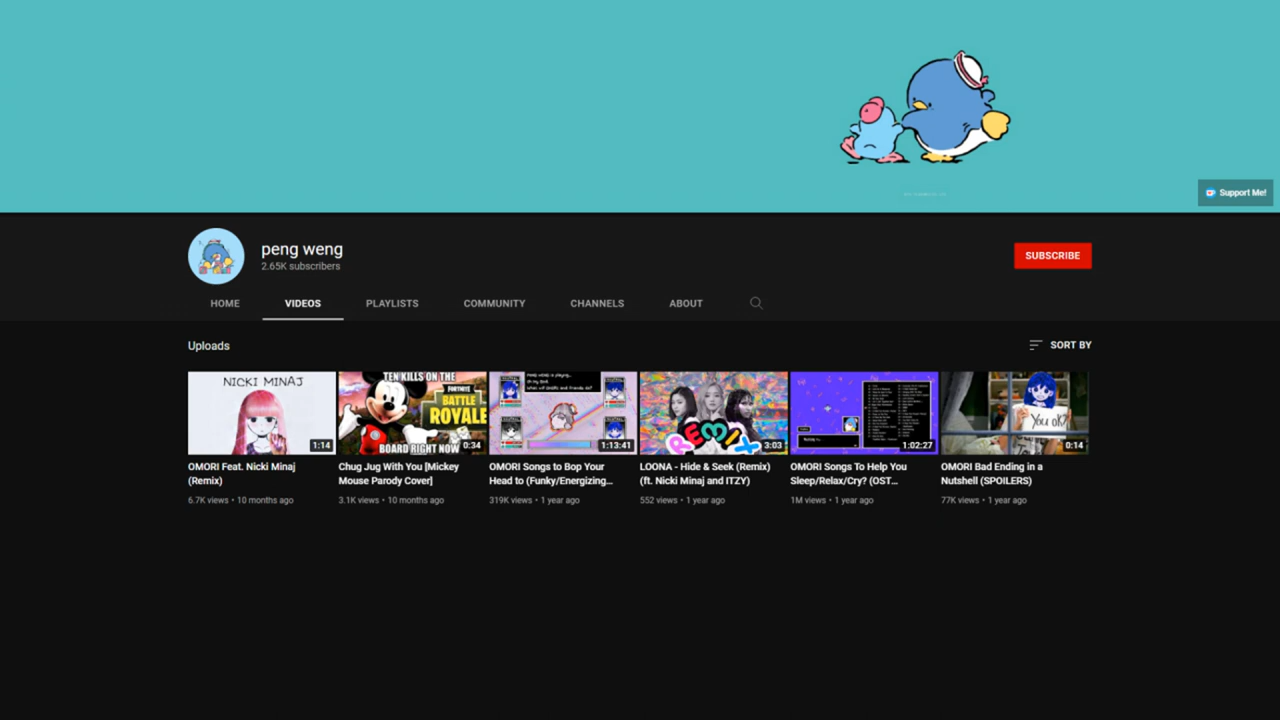 Support Me!
peng weng
2.65K subscribers
SUBSCRIBE
HOME VIDEOS PLAYLISTS COMMUNITY CHANNELS ABOUT
Uploads
SORT BY
NICKI MINAJ
1:14
TEN KILLS ON THE
FORTNITE
BATTLE
ROYALE
BOARD RIGHT NOW
0:34
1:13:41
REMIX
3:03
1:02:27
YOU OK?
0:14
OMORI Feat. Nicki Minaj
(Remix)
6.7K views • 10 months ago
Chug Jug With You [Mickey
Mouse Parody Cover]
3.1K views • 10 months ago
OMORI Songs to Bop Your
Head to (Funky/Energizing...
319K views • 1 year ago
LOONA - Hide & Seek (Remix)
(ft. Nicki Minaj and ITZY)
552 views • 1 year ago
OMORI Songs To Help You
Sleep/Relax/Cry? (OST...
1M views • 1 year ago
OMORI Bad Ending in a
Nutshell (SPOILERS)
77K views • 1 year ago